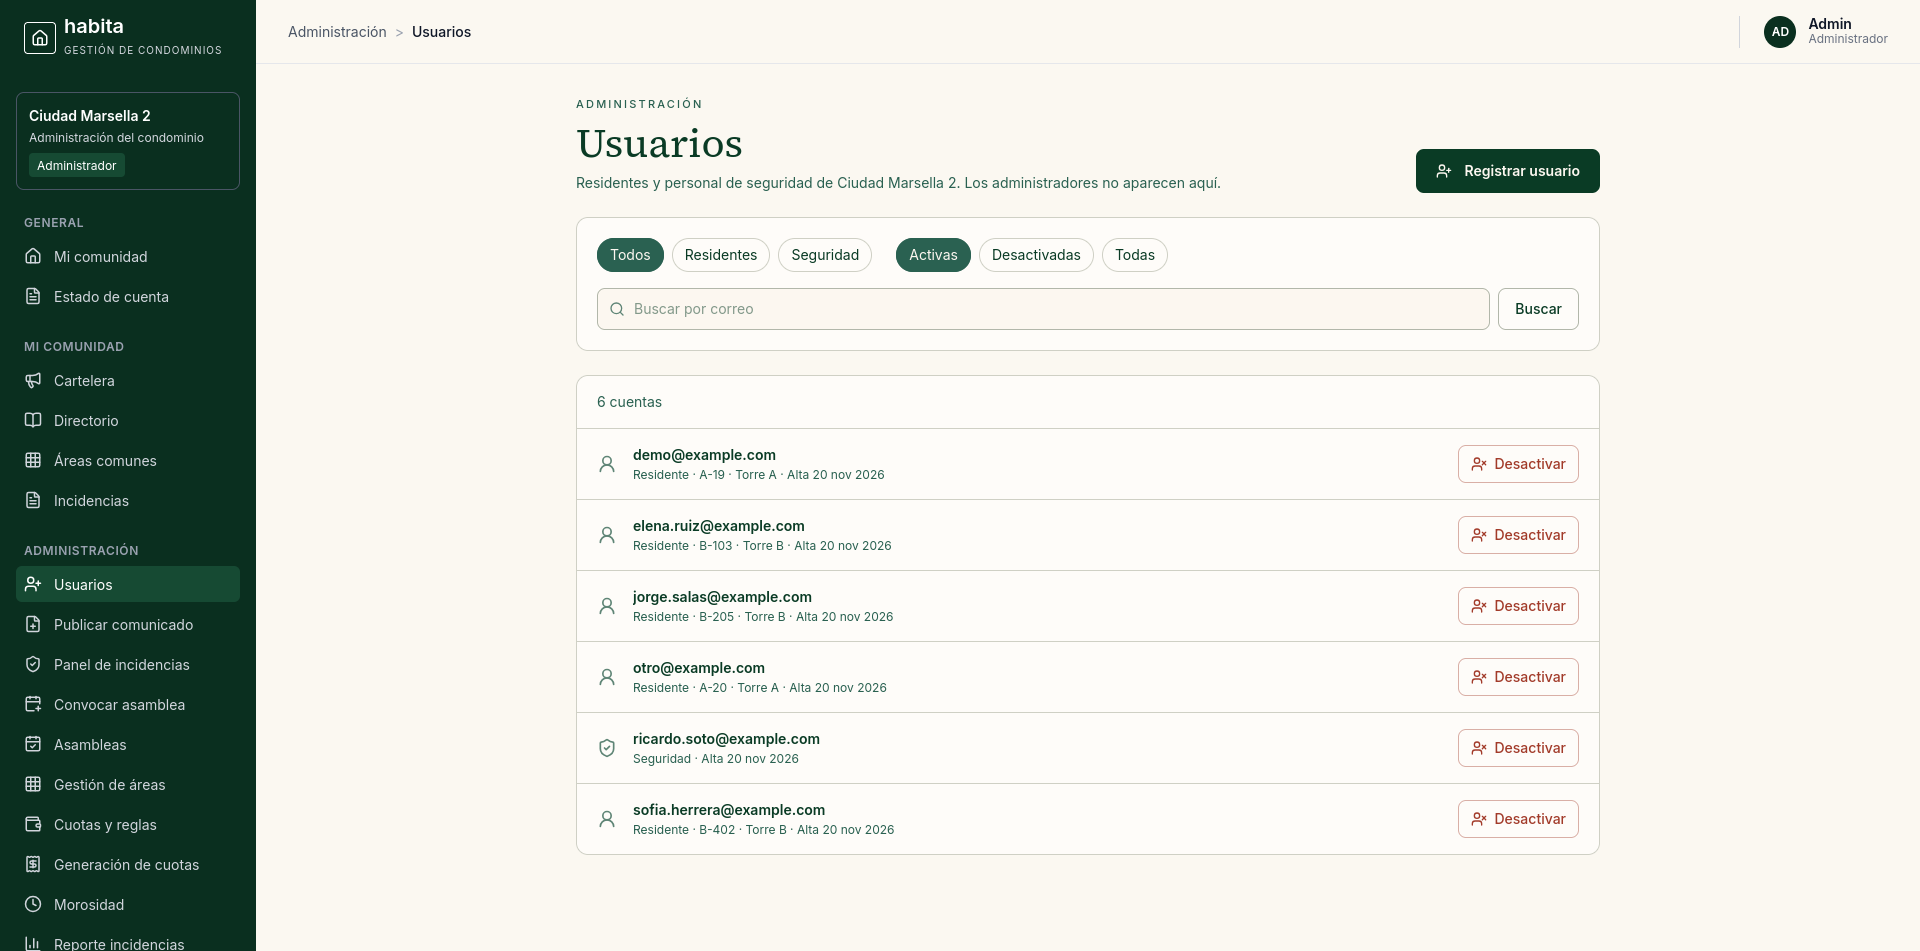 habita
GESTIÓN DE CONDOMINIOS
Ciudad Marsella 2
Administración del condominio
Administrador
GENERAL
Mi comunidad
Estado de cuenta
MI COMUNIDAD
Cartelera
Directorio
Áreas comunes
Incidencias
ADMINISTRACIÓN
Usuarios
Publicar comunicado
Panel de incidencias
Convocar asamblea
Asambleas
Gestión de áreas
Cuotas y reglas
Generación de cuotas
Morosidad
Reporte incidencias
Administración > Usuarios
AD
Admin
Administrador
ADMINISTRACIÓN
Usuarios
Residentes y personal de seguridad de Ciudad Marsella 2. Los administradores no aparecen aquí.
Registrar usuario
Todos Residentes Seguridad Activas Desactivadas Todas
Buscar por correo
Buscar
6 cuentas
demo@example.com
Residente · A-19 · Torre A · Alta 20 nov 2026
Desactivar
elena.ruiz@example.com
Residente · B-103 · Torre B · Alta 20 nov 2026
Desactivar
jorge.salas@example.com
Residente · B-205 · Torre B · Alta 20 nov 2026
Desactivar
otro@example.com
Residente · A-20 · Torre A · Alta 20 nov 2026
Desactivar
ricardo.soto@example.com
Seguridad · Alta 20 nov 2026
Desactivar
sofia.herrera@example.com
Residente · B-402 · Torre B · Alta 20 nov 2026
Desactivar